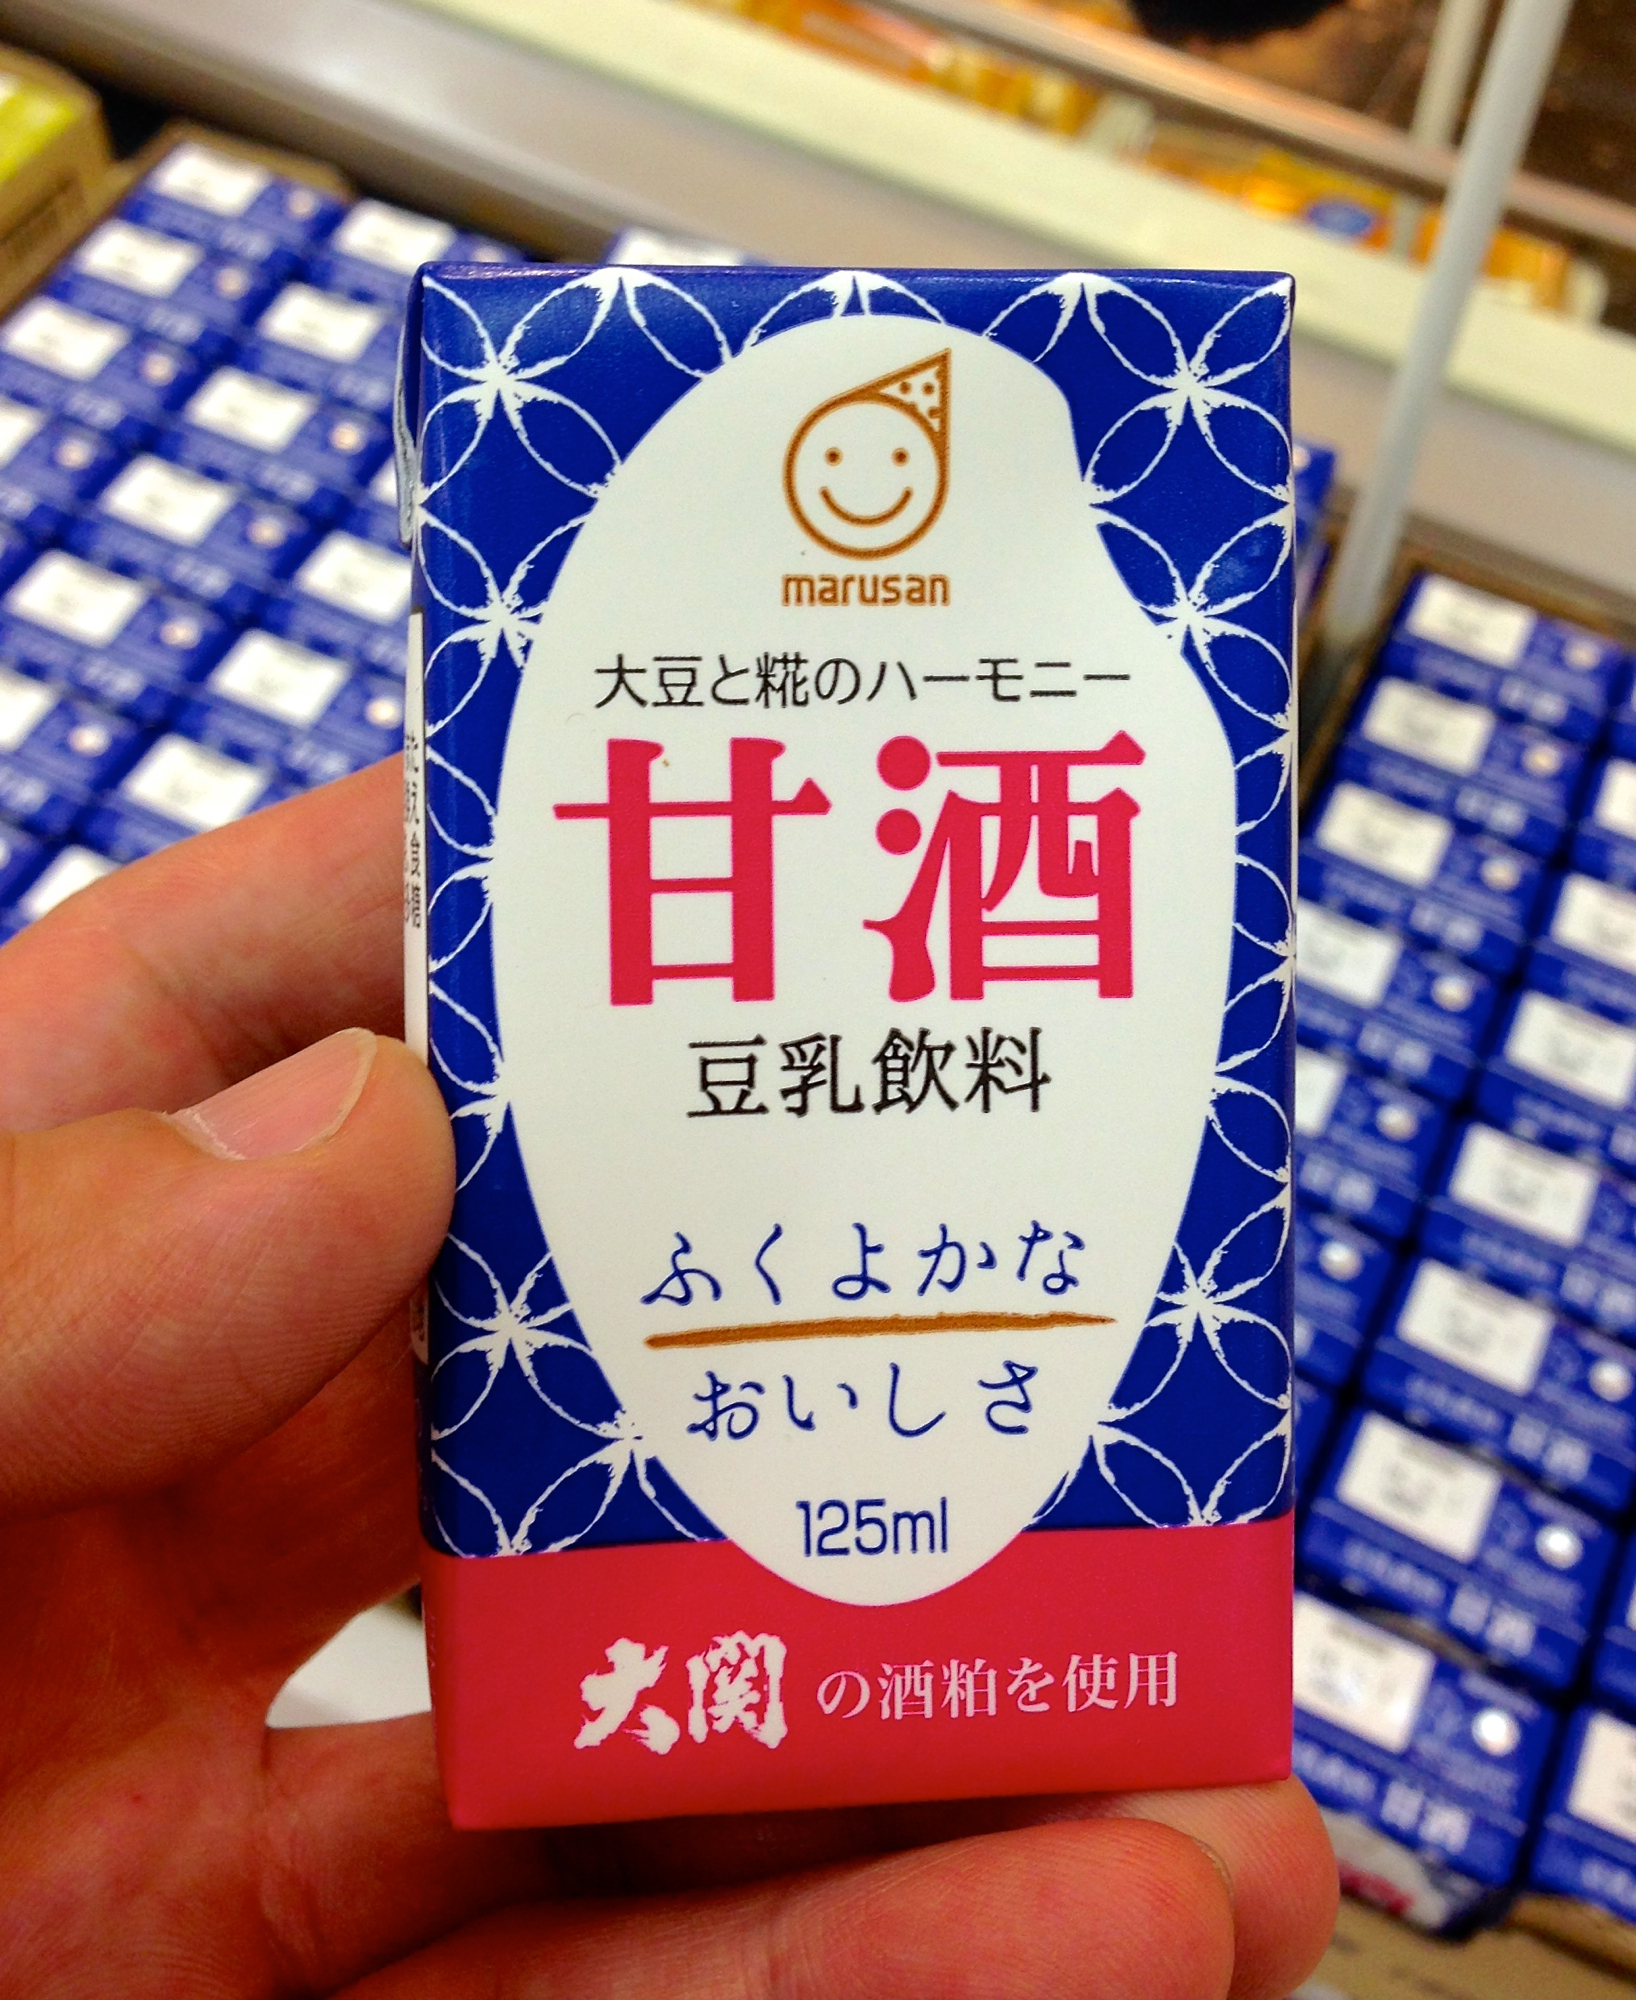 marusan
大豆と糀のハーモニー
甘酒
豆乳飲料
ふくよかな
おいしさ
125ml
大関の酒粕を使用